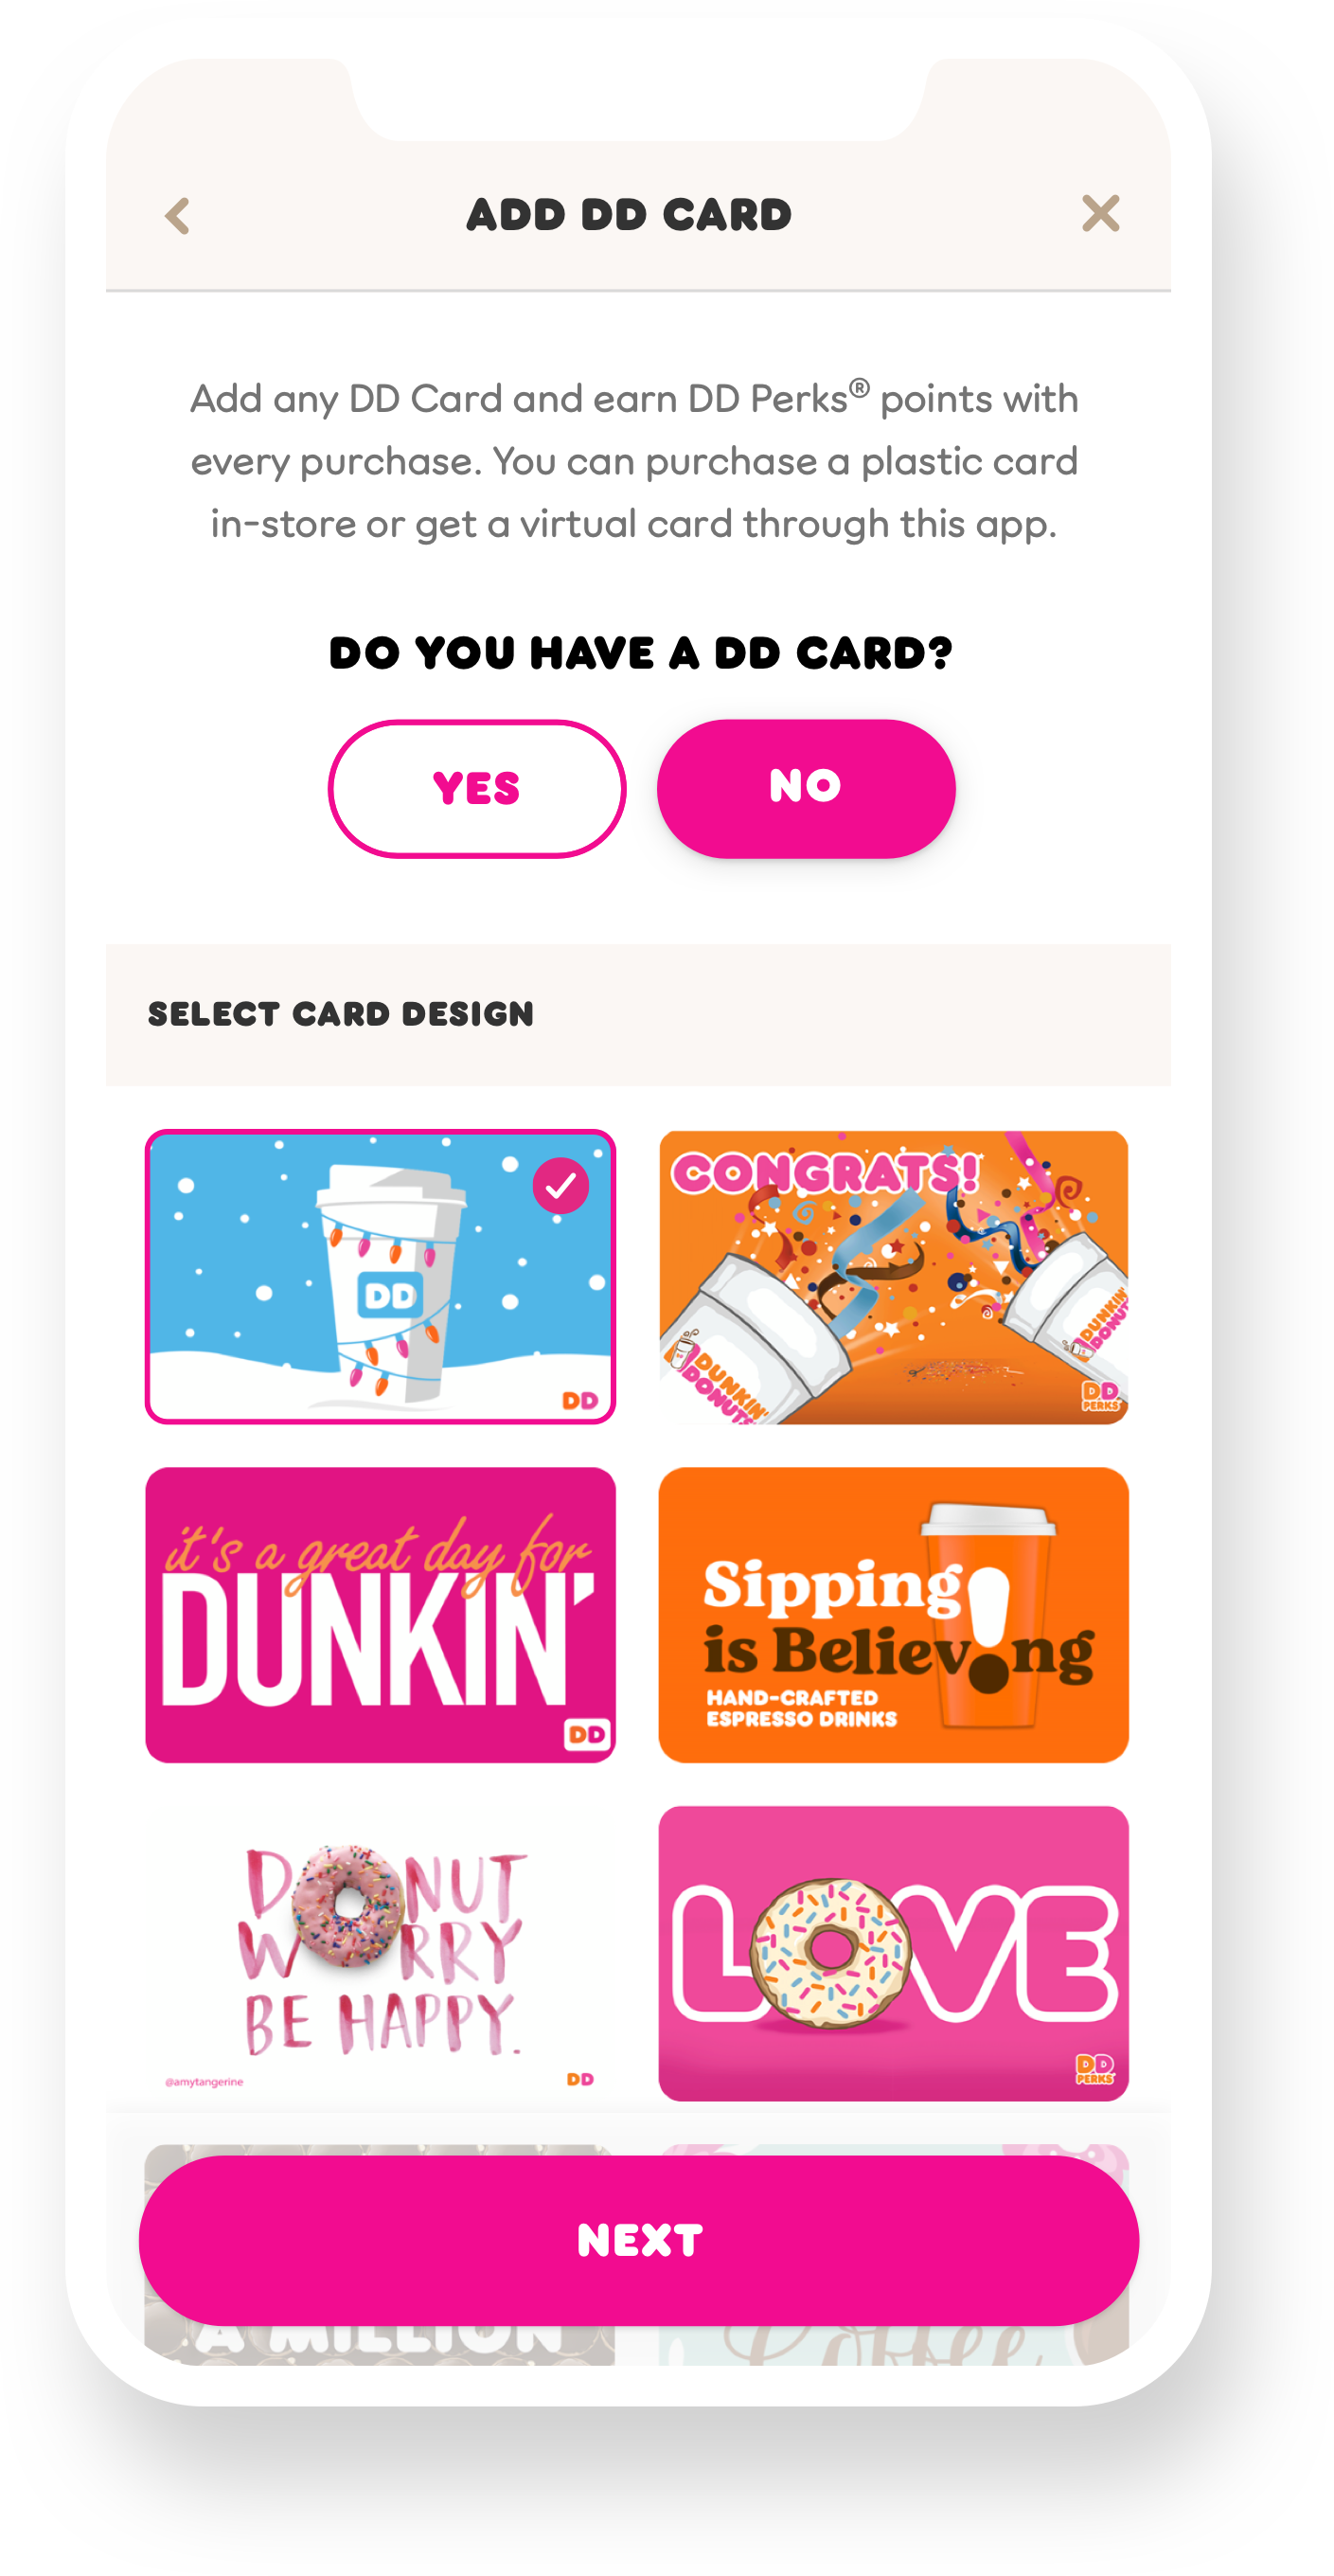 ADD DD CARD
Add any DD Card and earn DD Perks® points with
every purchase. You can purchase a plastic card
in-store or get a virtual card through this app.
DO YOU HAVE A DD CARD?
YES
NO
SELECT CARD DESIGN
DD
DD
CONGRATS!
DUNKIN'
DONUTS
DUNKIN'
DONUTS
DD
PERKS
it's a great day for
DUNKIN'
DD
Sipping
is Believ!ng
HAND-CRAFTED
ESPRESSO DRINKS
DONUT
WORRY
BE HAPPY.
@amytangerine
DD
LOVE
DD
PERKS
NEXT
A MILLION
Coffee